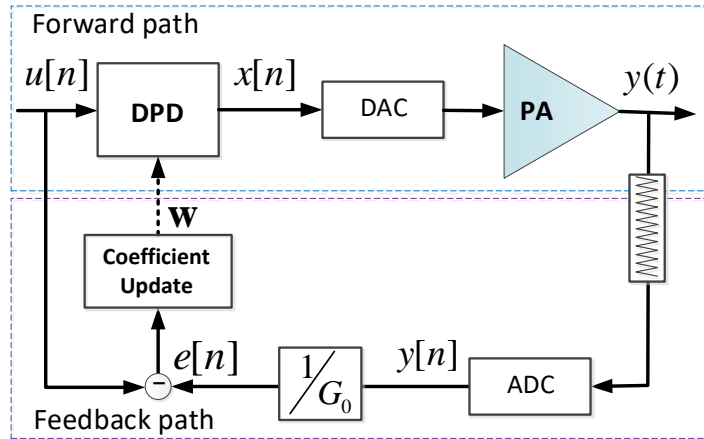 Forward path
u[n]
x[n]
y(t)
DPD
DAC
PA
w
Coefficient
Update
e[n]
1/G₀
y[n]
ADC
−
Feedback path